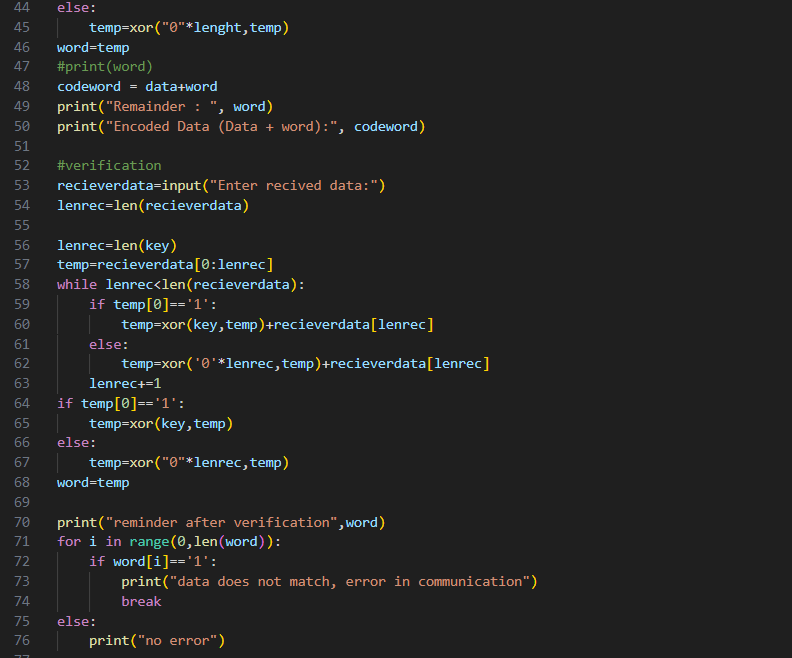 44 else:
45     temp=xor("0"*lenght,temp)
46 word=temp
47 #print(word)
48 codeword = data+word
49 print("Remainder : ", word)
50 print("Encoded Data (Data + word):", codeword)
51
52 #verification
53 recieverdata=input("Enter recived data:")
54 lenrec=len(recieverdata)
55
56 lenrec=len(key)
57 temp=recieverdata[0:lenrec]
58 while lenrec<len(recieverdata):
59     if temp[0]=='1':
60         temp=xor(key,temp)+recieverdata[lenrec]
61     else:
62         temp=xor('0'*lenrec,temp)+recieverdata[lenrec]
63     lenrec+=1
64 if temp[0]=='1':
65     temp=xor(key,temp)
66 else:
67     temp=xor("0"*lenrec,temp)
68 word=temp
69
70 print("reminder after verification",word)
71 for i in range(0,len(word)):
72     if word[i]=='1':
73         print("data does not match, error in communication")
74         break
75 else:
76     print("no error")
77